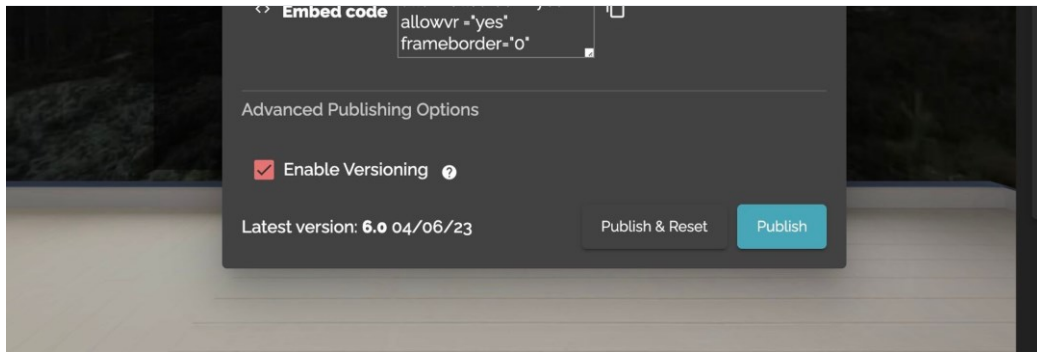 <> Embed code
allowvr ="yes"
frameborder="0"
Advanced Publishing Options
Enable Versioning ?
Latest version: 6.0 04/06/23
Publish & Reset
Publish